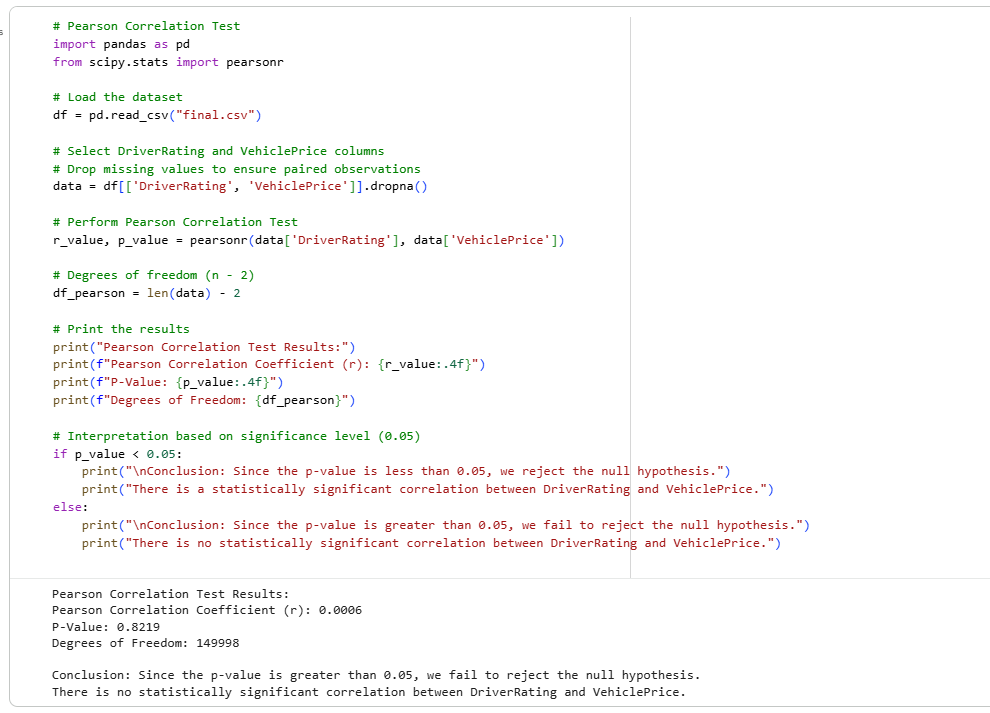 # Pearson Correlation Test
import pandas as pd
from scipy.stats import pearsonr
# Load the dataset
df = pd.read_csv("final.csv")
# Select DriverRating and VehiclePrice columns
# Drop missing values to ensure paired observations
data = df[['DriverRating', 'VehiclePrice']].dropna()
# Perform Pearson Correlation Test
r_value, p_value = pearsonr(data['DriverRating'], data['VehiclePrice'])
# Degrees of freedom (n - 2)
df_pearson = len(data) - 2
# Print the results
print("Pearson Correlation Test Results:")
print(f"Pearson Correlation Coefficient (r): {r_value:.4f}")
print(f"P-Value: {p_value:.4f}")
print(f"Degrees of Freedom: {df_pearson}")
# Interpretation based on significance level (0.05)
if p_value < 0.05:
    print("\nConclusion: Since the p-value is less than 0.05, we reject the null hypothesis.")
    print("There is a statistically significant correlation between DriverRating and VehiclePrice.")
else:
    print("\nConclusion: Since the p-value is greater than 0.05, we fail to reject the null hypothesis.")
    print("There is no statistically significant correlation between DriverRating and VehiclePrice.")
Pearson Correlation Test Results:
Pearson Correlation Coefficient (r): 0.0006
P-Value: 0.8219
Degrees of Freedom: 149998
Conclusion: Since the p-value is greater than 0.05, we fail to reject the null hypothesis.
There is no statistically significant correlation between DriverRating and VehiclePrice.